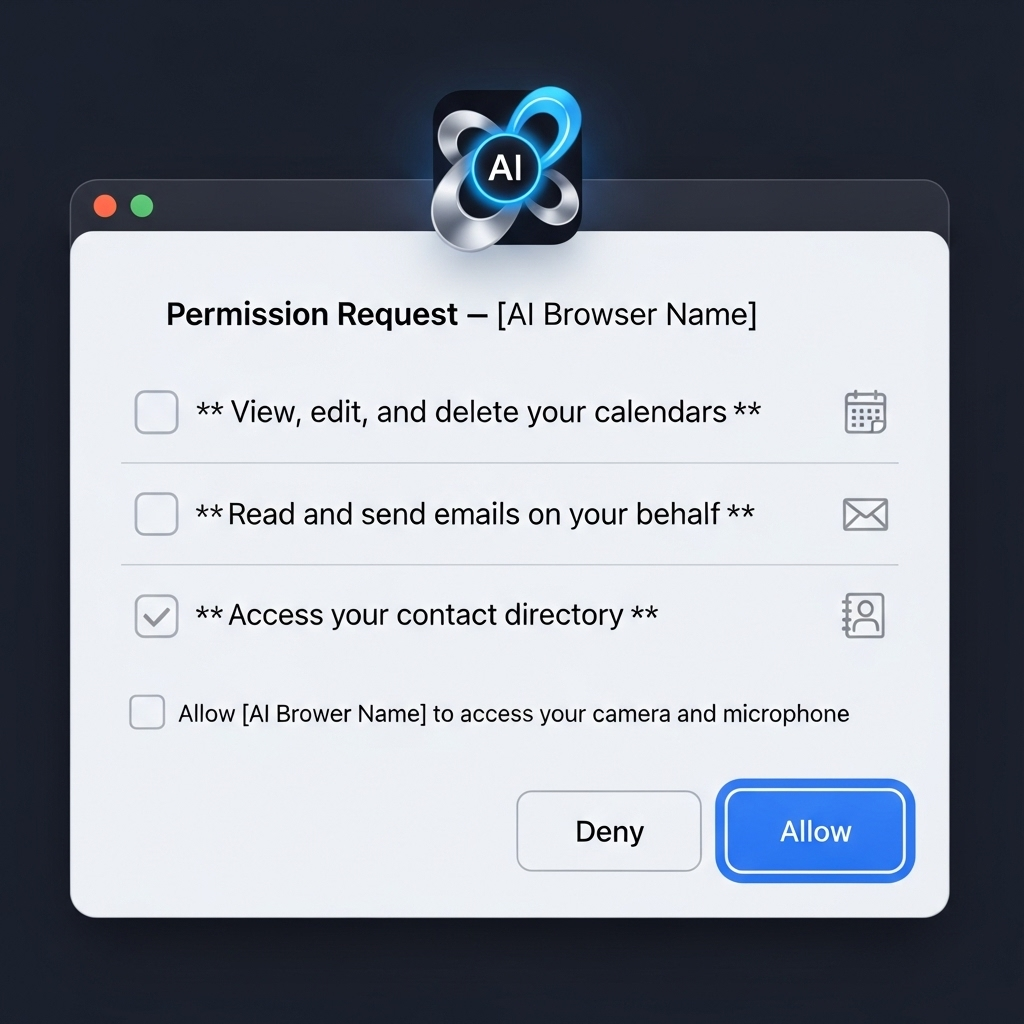 AI
Permission Request – [AI Browser Name]
** View, edit, and delete your calendars **
** Read and send emails on your behalf **
** Access your contact directory **
Allow [AI Brower Name] to access your camera and microphone
Deny
Allow